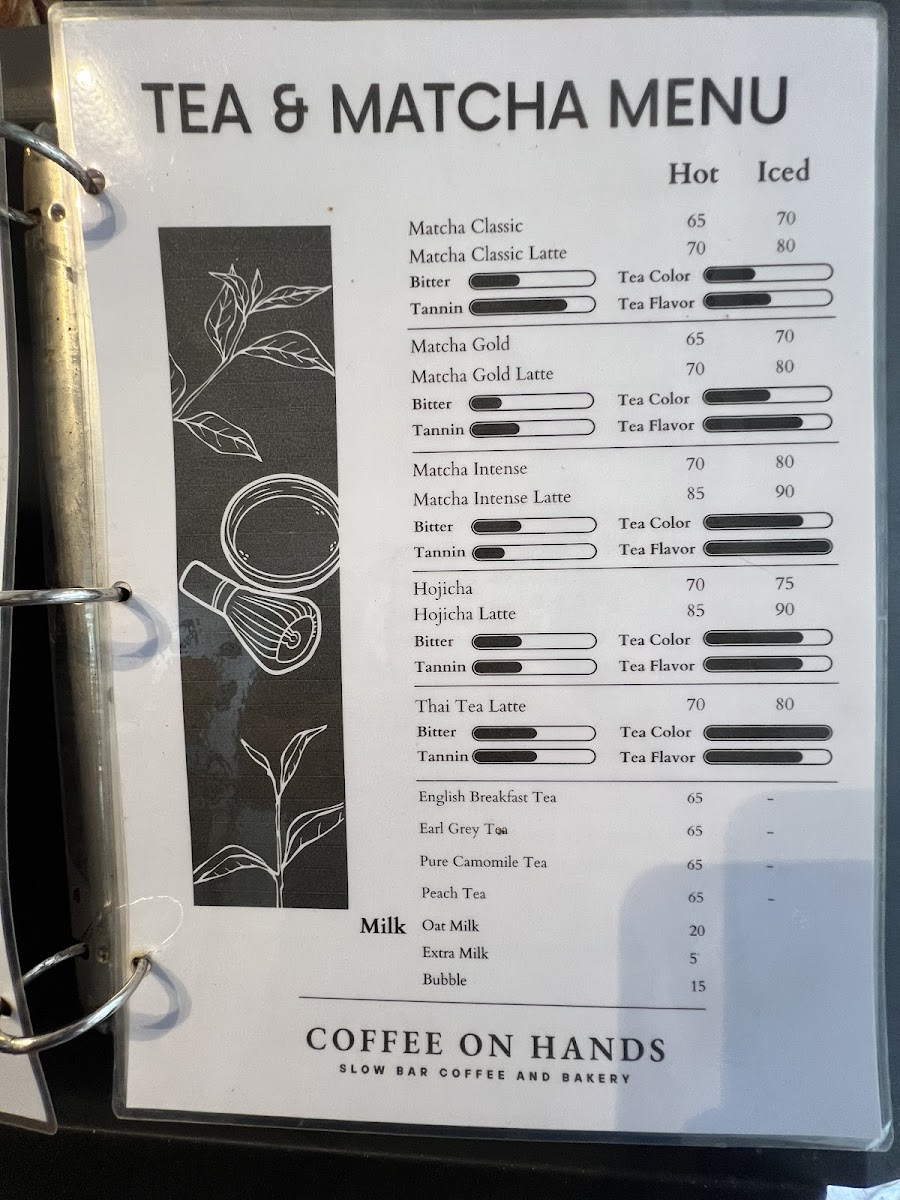 TEA & MATCHA MENU
Hot Iced
Matcha Classic 65 70
Matcha Classic Latte 70 80
Bitter Tea Color
Tannin Tea Flavor
Matcha Gold 65 70
Matcha Gold Latte 70 80
Bitter Tea Color
Tannin Tea Flavor
Matcha Intense 70 80
Matcha Intense Latte 85 90
Bitter Tea Color
Tannin Tea Flavor
Hojicha 70 75
Hojicha Latte 85 90
Bitter Tea Color
Tannin Tea Flavor
Thai Tea Latte 70 80
Bitter Tea Color
Tannin Tea Flavor
English Breakfast Tea 65 -
Earl Grey Tea 65 -
Pure Camomile Tea 65 -
Peach Tea 65 -
Milk Oat Milk 20
Extra Milk 5
Bubble 15
COFFEE ON HANDS
SLOW BAR COFFEE AND BAKERY